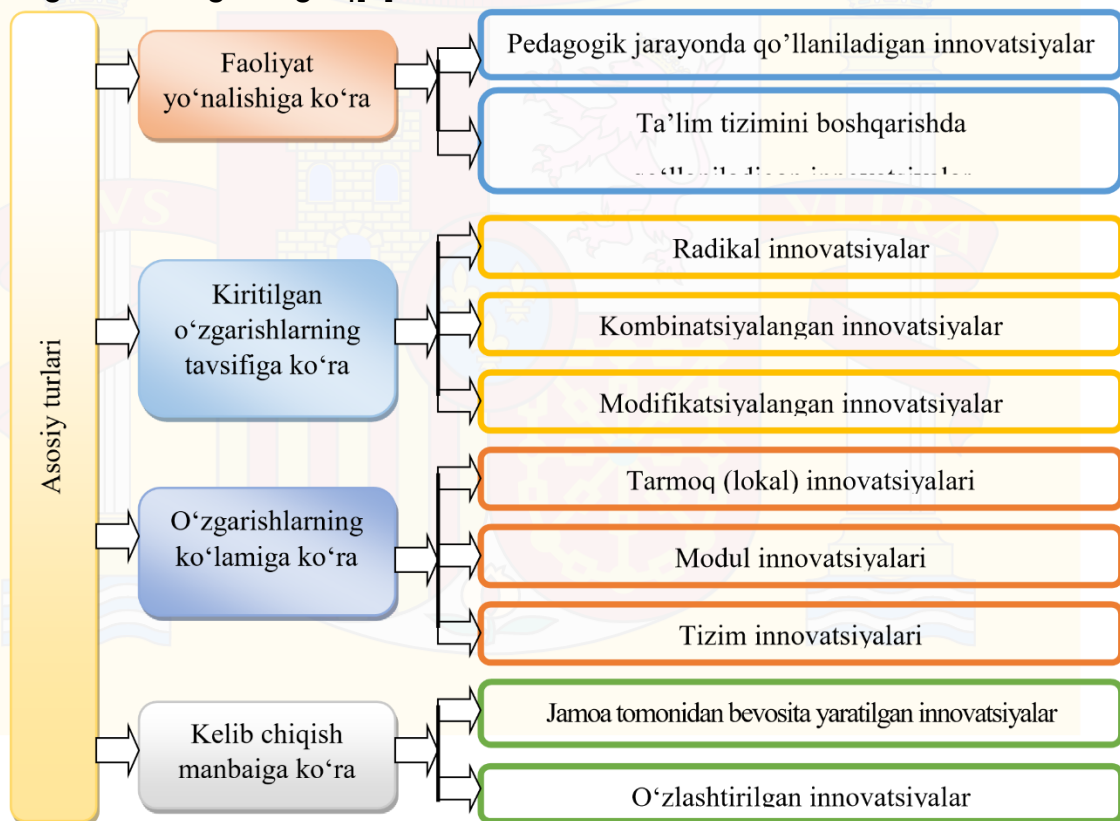 Asosiy turlari
Faoliyat
yo‘nalishiga ko‘ra
Pedagogik jarayonda qo’llaniladigan innovatsiyalar
Ta’lim tizimini boshqarishda
Kiritilgan
o‘zgarishlarning
tavsifiga ko‘ra
Radikal innovatsiyalar
Kombinatsiyalangan innovatsiyalar
Modifikatsiyalangan innovatsiyalar
O‘zgarishlarning
ko‘lamiga ko‘ra
Tarmoq (lokal) innovatsiyalari
Modul innovatsiyalari
Tizim innovatsiyalari
Kelib chiqish
manbaiga ko‘ra
Jamoa tomonidan bevosita yaratilgan innovatsiyalar
O‘zlashtirilgan innovatsiyalar